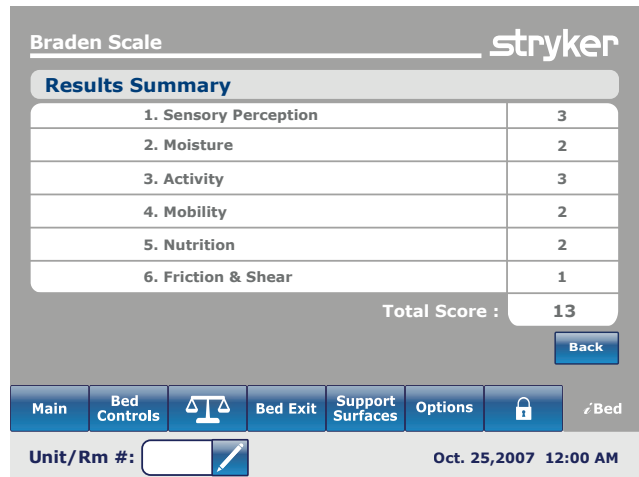 Braden Scale
stryker
Results Summary
1. Sensory Perception 3
2. Moisture 2
3. Activity 3
4. Mobility 2
5. Nutrition 2
6. Friction & Shear 1
Total Score : 13
Back
Main Bed Controls Bed Exit Support Surfaces Options iBed
Unit/Rm #: Oct. 25,2007 12:00 AM